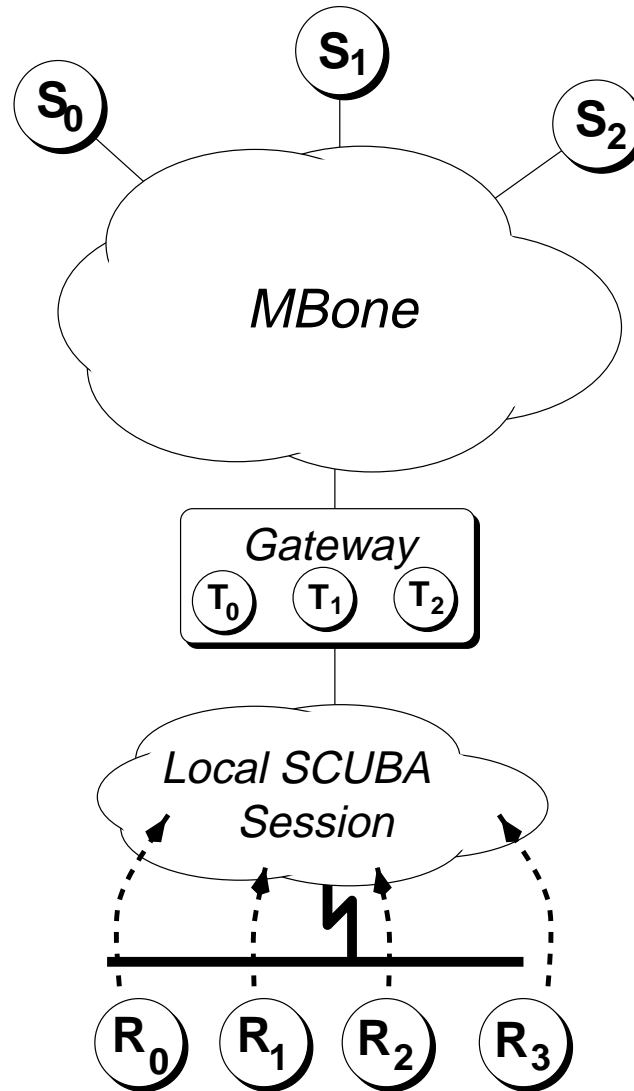 S0
S1
S2
MBone
Gateway
T0
T1
T2
Local SCUBA
Session
R0
R1
R2
R3